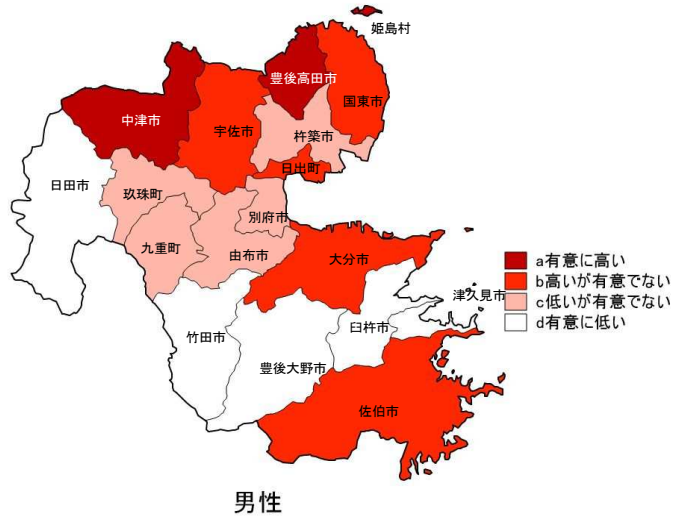 姫島村
豊後高田市
国東市
中津市
宇佐市
杵築市
日出町
日田市
玖珠町
別府市
九重町
由布市
大分市
a有意に高い
b高いが有意でない
c低いが有意でない
d有意に低い
津久見市
臼杵市
竹田市
豊後大野市
佐伯市
男性